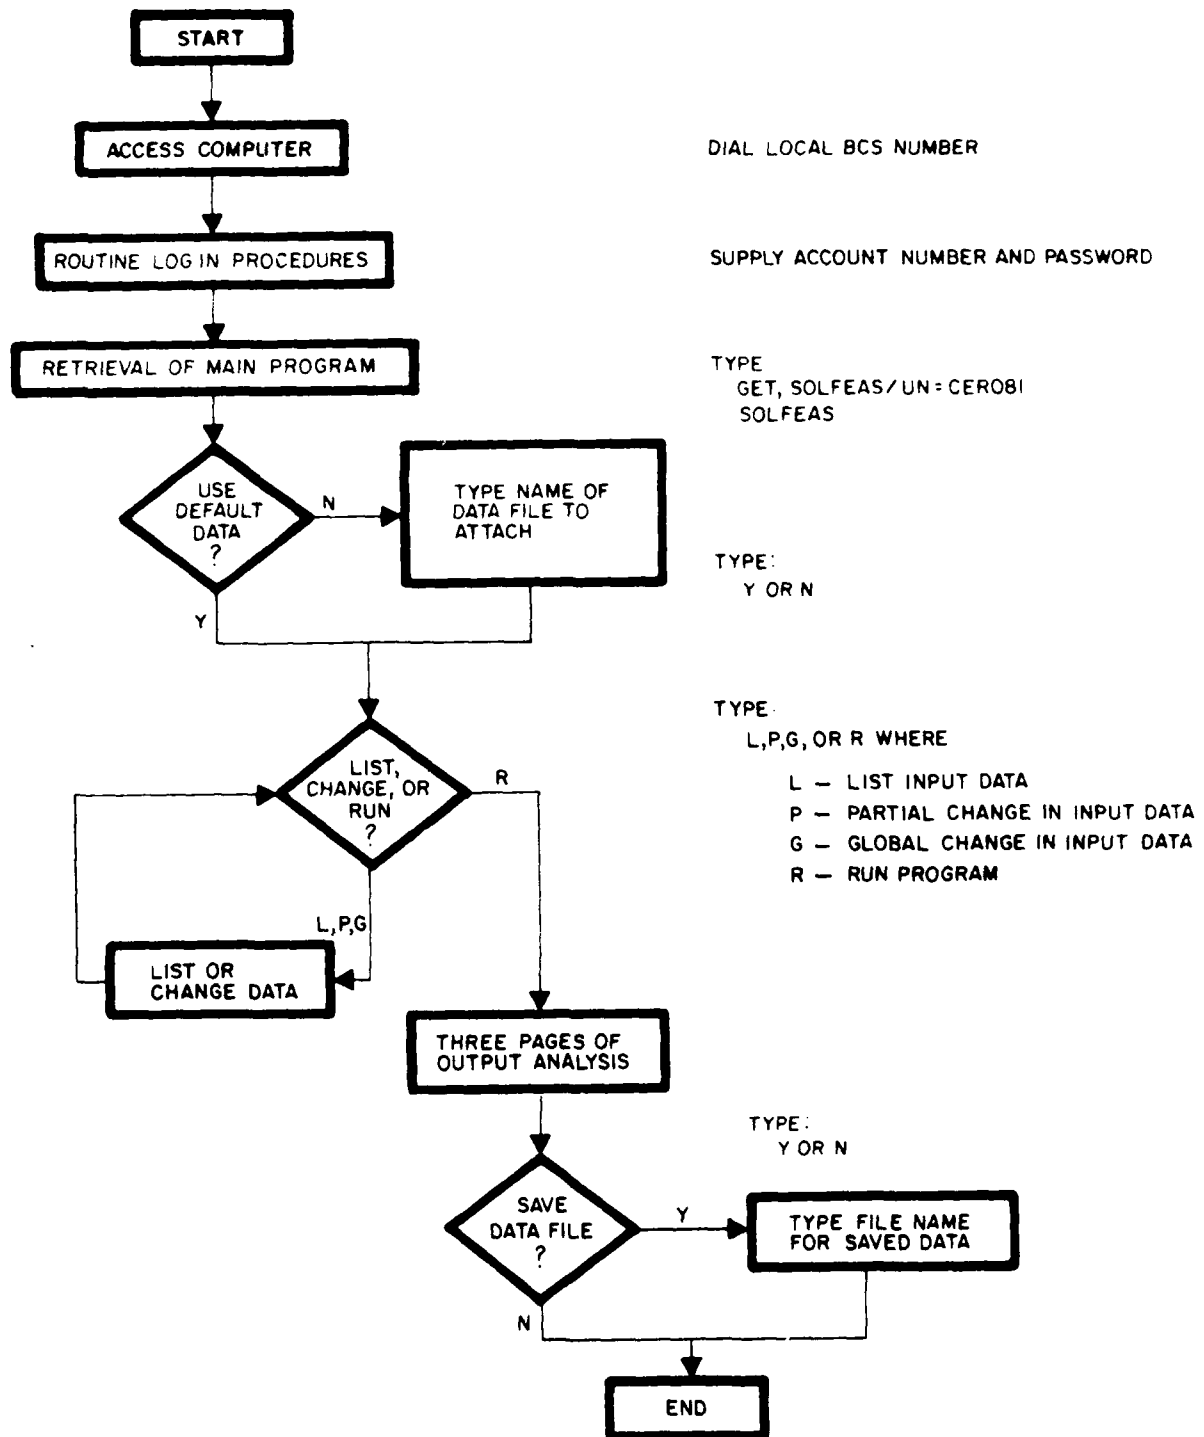 START
ACCESS COMPUTER
DIAL LOCAL BCS NUMBER
ROUTINE LOG IN PROCEDURES
SUPPLY ACCOUNT NUMBER AND PASSWORD
RETRIEVAL OF MAIN PROGRAM
TYPE
GET, SOLFEAS/UN=CERO81
SOLFEAS
USE
DEFAULT
DATA
?
N
Y
TYPE NAME OF
DATA FILE TO
ATTACH
TYPE:
Y OR N
LIST,
CHANGE, OR
RUN
?
R
L,P,G
TYPE
L,P,G, OR R WHERE
L – LIST INPUT DATA
P – PARTIAL CHANGE IN INPUT DATA
G – GLOBAL CHANGE IN INPUT DATA
R – RUN PROGRAM
LIST OR
CHANGE DATA
THREE PAGES OF
OUTPUT ANALYSIS
TYPE:
Y OR N
SAVE
DATA FILE
?
Y
N
TYPE FILE NAME
FOR SAVED DATA
END